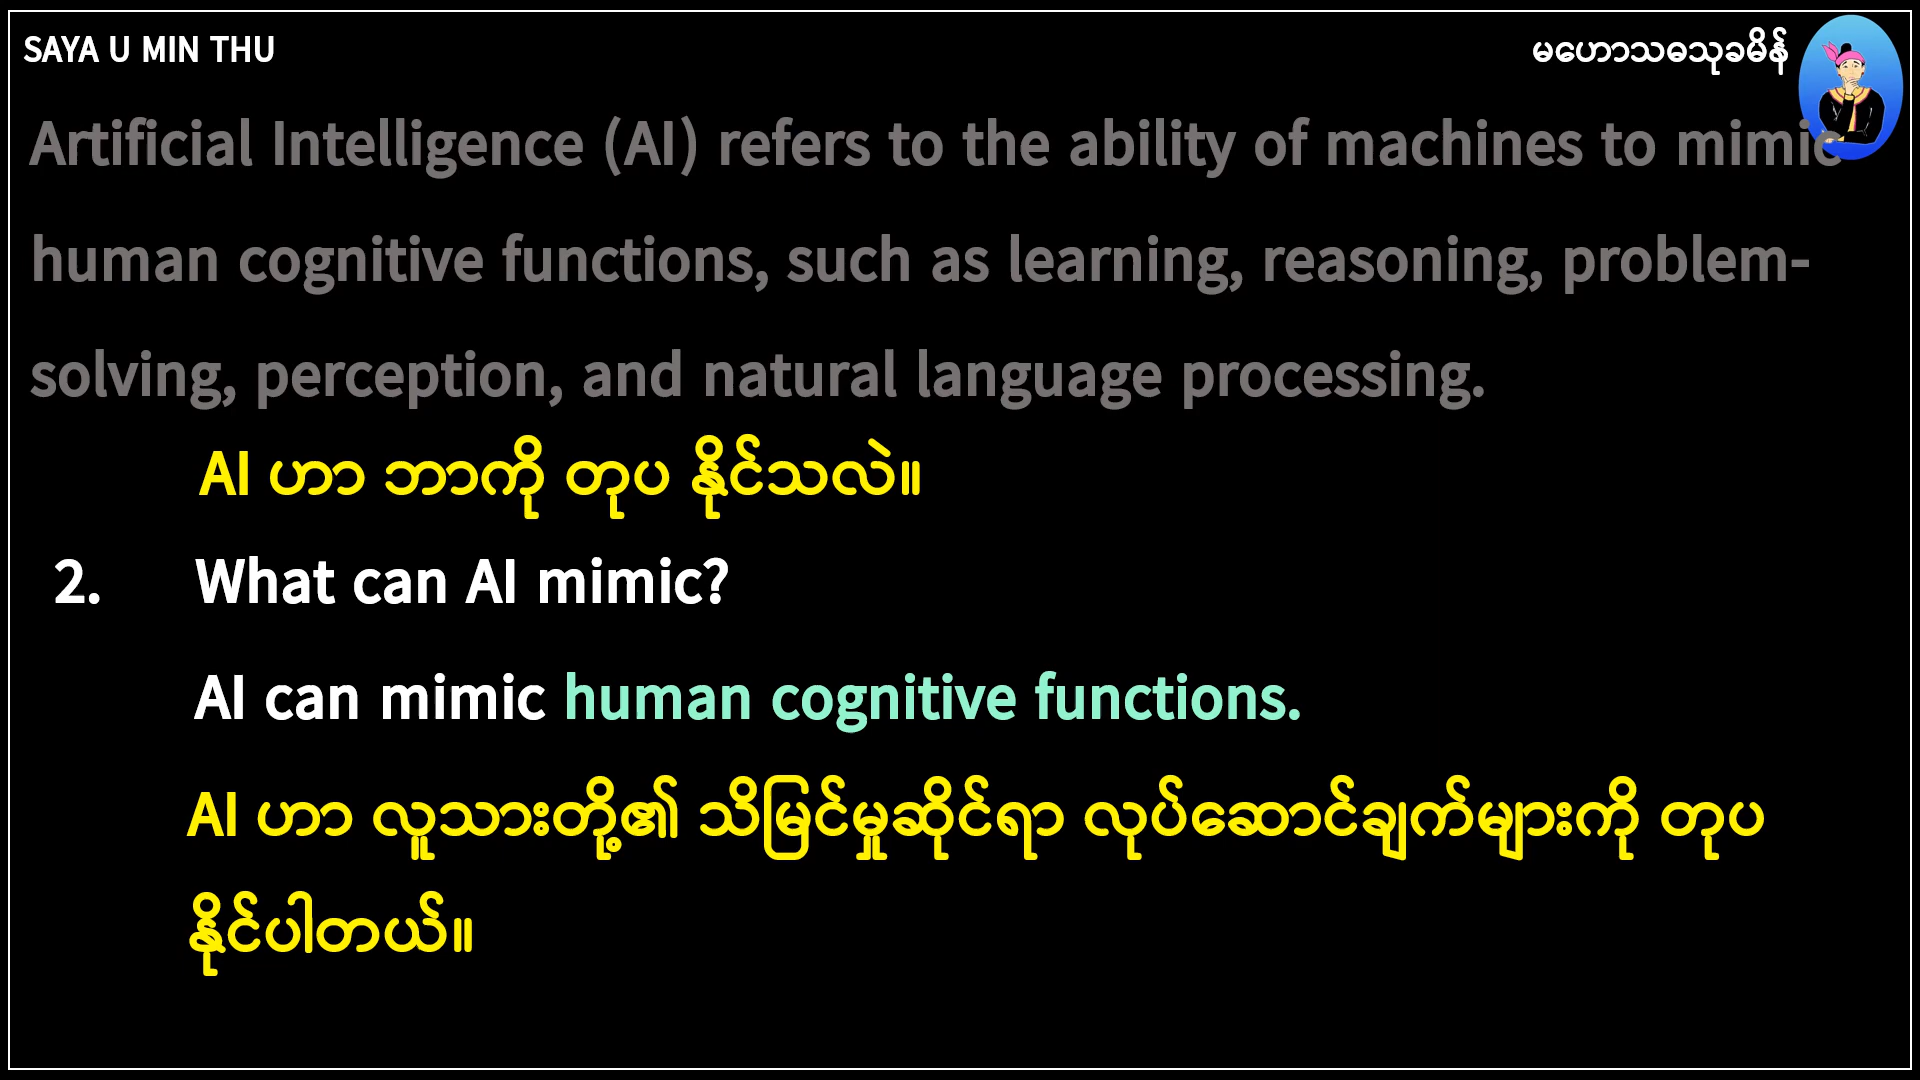 SAYA U MIN THU
မဟောသဓသုခမိန်
Artificial Intelligence (AI) refers to the ability of machines to mimic
human cognitive functions, such as learning, reasoning, problem-
solving, perception, and natural language processing.
AI ဟာ ဘာကို တုပ နိုင်သလဲ။
2. What can AI mimic?
AI can mimic human cognitive functions.
AI ဟာ လူသားတို့၏ သိမြင်မှုဆိုင်ရာ လုပ်ဆောင်ချက်များကို တုပ
နိုင်ပါတယ်။